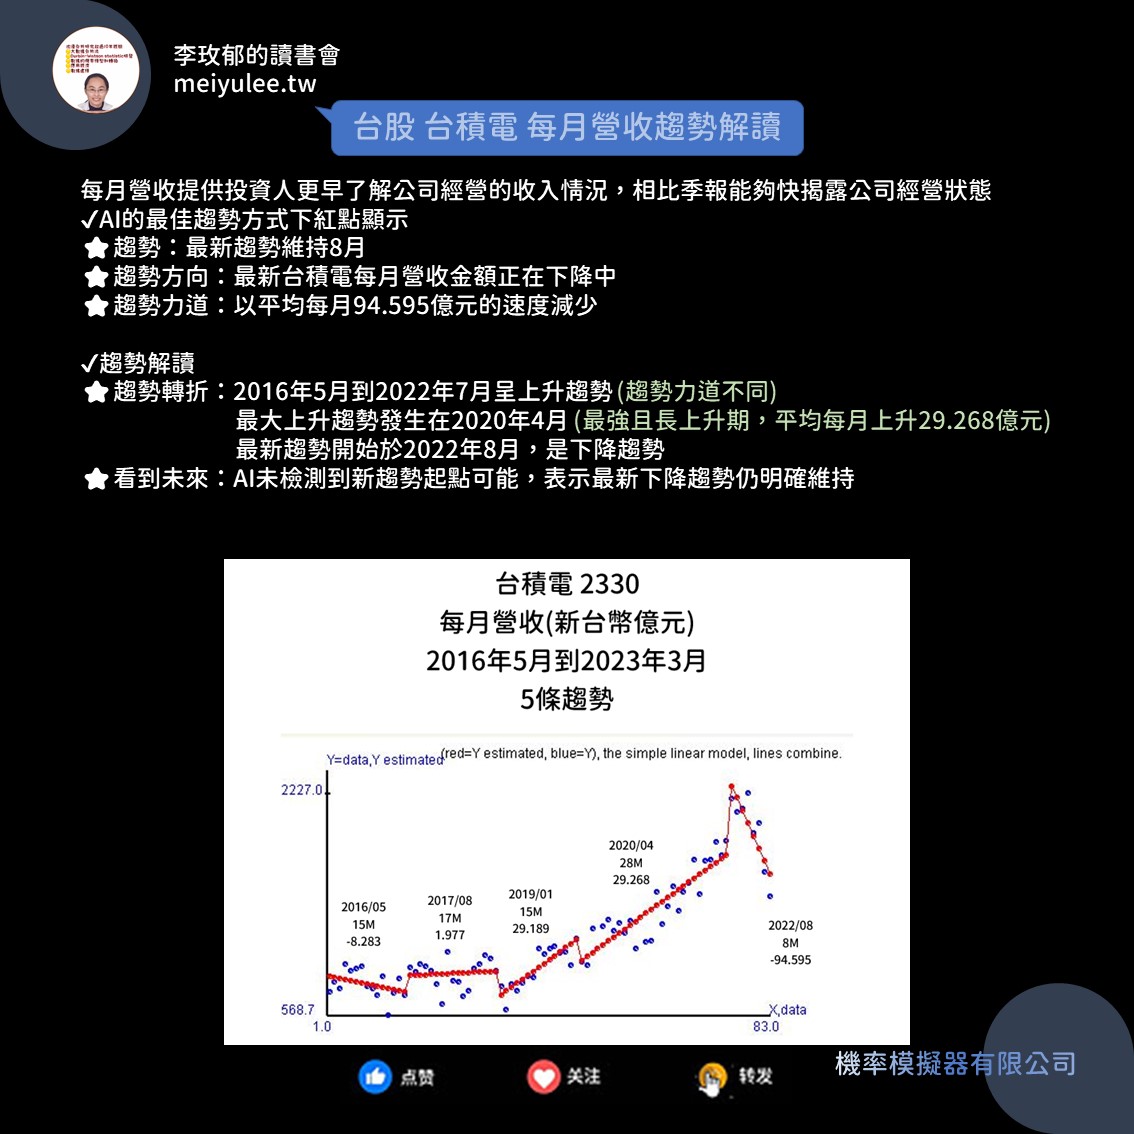 李玫郁的讀書會
meiyulee.tw
台股 台積電 每月營收趨勢解讀
每月營收提供投資人更早了解公司經營的收入情況，相比季報能夠快揭露公司經營狀態
✓AI的最佳趨勢方式下紅點顯示
★趨勢：最新趨勢維持8月
★趨勢方向：最新台積電每月營收金額正在下降中
★趨勢力道：以平均每月94.595億元的速度減少
✓趨勢解讀
★趨勢轉折：2016年5月到2022年7月呈上升趨勢(趨勢力道不同)
最大上升趨勢發生在2020年4月(最強且長上升期，平均每月上升29.268億元)
最新趨勢開始於2022年8月，是下降趨勢
★看到未來：AI未檢測到新趨勢起點可能，表示最新下降趨勢仍明確維持
台積電 2330
每月營收(新台幣億元)
2016年5月到2023年3月
5條趨勢
Y=data,Y estimated
(red=Y estimated, blue=Y), the simple linear model, lines combine.
2227.0
2020/04
28M
29.268
2019/01
15M
29.189
2017/08
17M
1.977
2016/05
15M
-8.283
2022/08
8M
-94.595
568.7
X,data
1.0
83.0
機率模擬器有限公司
点赞
关注
转发